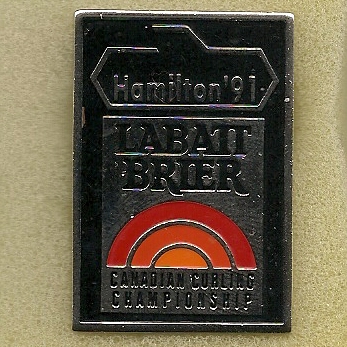 Hamilton '91
LABATT
BRIER
CANADIAN CURLING
CHAMPIONSHIP